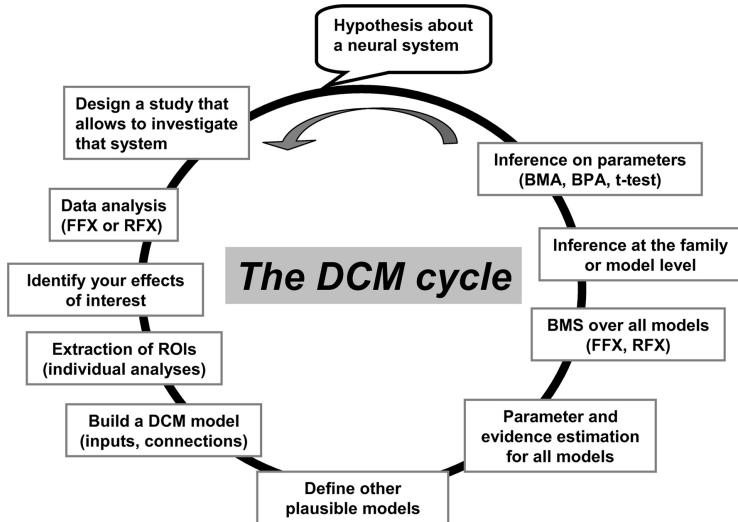 Hypothesis about
a neural system
Design a study that
allows to investigate
that system
Data analysis
(FFX or RFX)
Identify your effects
of interest
Extraction of ROIs
(individual analyses)
Build a DCM model
(inputs, connections)
Define other
plausible models
Parameter and
evidence estimation
for all models
BMS over all models
(FFX, RFX)
Inference at the family
or model level
Inference on parameters
(BMA, BPA, t-test)
The DCM cycle